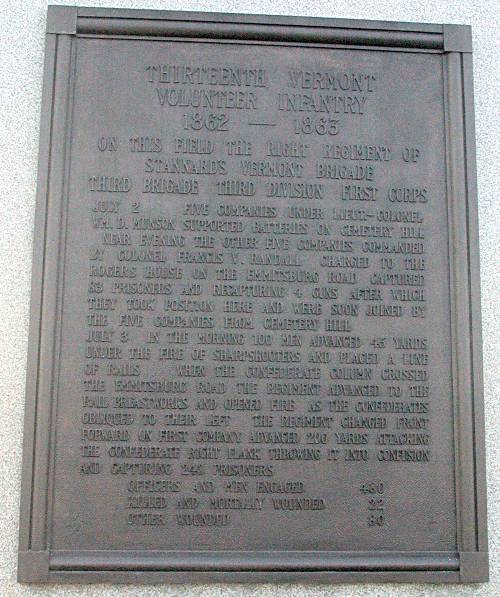 THIRTEENTH VERMONT
VOLUNTEER INFANTRY
1862 — 1863
ON THIS FIELD THE RIGHT REGIMENT OF
STANNARD'S VERMONT BRIGADE
THIRD BRIGADE THIRD DIVISION FIRST CORPS
JULY 2 FIVE COMPANIES UNDER LIEUT-COLONEL
WM. D. MUNSON SUPPORTED BATTERIES ON CEMETERY HILL
NEAR EVENING THE OTHER FIVE COMPANIES COMMANDED
BY COLONEL FRANCIS V. RANDALL CHARGED TO THE
ROGERS HOUSE ON THE EMMITSBURG ROAD CAPTURED
83 PRISONERS AND RECAPTURING 4 GUNS AFTER WHICH
THEY TOOK POSITION HERE AND WERE SOON JOINED BY
THE FIVE COMPANIES FROM CEMETERY HILL
JULY 3 IN THE MORNING 100 MEN ADVANCED 45 YARDS
UNDER THE FIRE OF SHARPSHOOTERS AND PLACED A LINE
OF RAILS WHEN THE CONFEDERATE COLUMN CROSSED
THE EMMITSBURG ROAD THE REGIMENT ADVANCED TO THE
RAIL BREASTWORKS AND OPENED FIRE AS THE CONFEDERATES
OBLIQUED TO THEIR LEFT THE REGIMENT CHANGED FRONT
FORWARD ON FIRST COMPANY ADVANCED 200 YARDS ATTACKING
THE CONFEDERATE RIGHT FLANK THROWING IT INTO CONFUSION
AND CAPTURING 243 PRISONERS
OFFICERS AND MEN ENGAGED 480
KILLED AND MORTALLY WOUNDED 22
OTHER WOUNDED 80